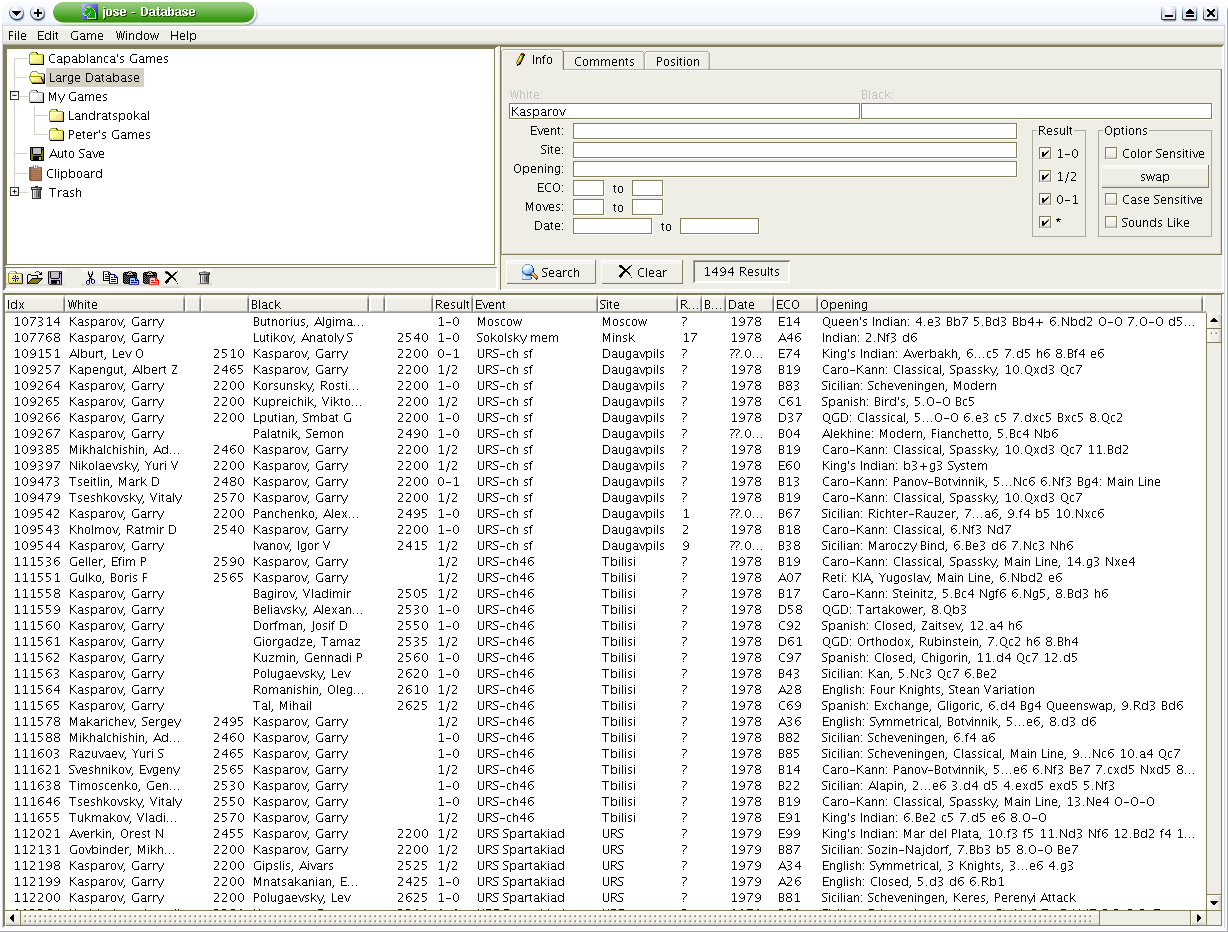 jose - Database
File Edit Game Window Help
Capablanca's Games
Large Database
My Games
Landratspokal
Peter's Games
Auto Save
Clipboard
Trash
Info Comments Position
White: Black:
Kasparov
Event:
Site:
Opening:
ECO: to
Moves: to
Date: to
Result
1-0
1/2
0-1
*
Options
Color Sensitive
swap
Case Sensitive
Sounds Like
Search Clear 1494 Results
Idx White Black Result Event Site R... B... Date ECO Opening
107314 Kasparov, Garry Butnorius, Algima... 1-0 Moscow Moscow ? 1978 E14 Queen's Indian: 4.e3 Bb7 5.Bd3 Bb4+ 6.Nbd2 O-O 7.O-O d5...
107768 Kasparov, Garry Lutikov, Anatoly S 2540 1-0 Sokolsky mem Minsk 17 1978 A46 Indian: 2.Nf3 d6
109151 Alburt, Lev O 2510 Kasparov, Garry 2200 0-1 URS-ch sf Daugavpils ? ??.0... E74 King's Indian: Averbakh, 6...c5 7.d5 h6 8.Bf4 e6
109257 Kapengut, Albert Z 2465 Kasparov, Garry 2200 1/2 URS-ch sf Daugavpils ? 1978 B19 Caro-Kann: Classical, Spassky, 10.Qxd3 Qc7
109264 Kasparov, Garry 2200 Korsunsky, Rosti... 2200 1-0 URS-ch sf Daugavpils ? 1978 B83 Sicilian: Scheveningen, Modern
109265 Kasparov, Garry 2200 Kupreichik, Vikto... 2200 1/2 URS-ch sf Daugavpils ? 1978 C61 Spanish: Bird's, 5.O-O Bc5
109266 Kasparov, Garry 2200 Lputian, Smbat G 2200 1-0 URS-ch sf Daugavpils ? ??.0... D37 QGD: Classical, 5...O-O 6.e3 c5 7.dxc5 Bxc5 8.Qc2
109267 Kasparov, Garry Palatnik, Semon 2490 1-0 URS-ch sf Daugavpils ? ??.0... B04 Alekhine: Modern, Fianchetto, 5.Bc4 Nb6
109385 Mikhalchishin, Ad... 2460 Kasparov, Garry 2200 1/2 URS-ch sf Daugavpils ? 1978 B19 Caro-Kann: Classical, Spassky, 10.Qxd3 Qc7 11.Bd2
109397 Nikolaevsky, Yuri V 2200 Kasparov, Garry 2200 1/2 URS-ch sf Daugavpils ? 1978 E60 King's Indian: b3+g3 System
109473 Tseitlin, Mark D 2480 Kasparov, Garry 2200 0-1 URS-ch sf Daugavpils ? 1978 B13 Caro-Kann: Panov-Botvinnik, 5...Nc6 6.Nf3 Bg4: Main Line
109479 Tseshkovsky, Vitaly 2570 Kasparov, Garry 2200 1/2 URS-ch sf Daugavpils ? 1978 B19 Caro-Kann: Classical, Spassky, 10.Qxd3 Qc7
109542 Kasparov, Garry 2200 Panchenko, Alex... 2495 1-0 URS-ch sf Daugavpils 1 ??.0... B67 Sicilian: Richter-Rauzer, 7...a6, 9.f4 b5 10.Nxc6
109543 Kholmov, Ratmir D 2540 Kasparov, Garry 2200 1-0 URS-ch sf Daugavpils 2 1978 B18 Caro-Kann: Classical, 6.Nf3 Nd7
109544 Kasparov, Garry Ivanov, Igor V 2415 1/2 URS-ch sf Daugavpils 9 ??.0... B38 Sicilian: Maroczy Bind, 6.Be3 d6 7.Nc3 Nh6
111536 Geller, Efim P 2590 Kasparov, Garry 1/2 URS-ch46 Tbilisi ? 1978 B19 Caro-Kann: Classical, Spassky, Main Line, 14.g3 Nxe4
111551 Gulko, Boris F 2565 Kasparov, Garry 1/2 URS-ch46 Tbilisi ? 1978 A07 Reti: KIA, Yugoslav, Main Line, 6.Nbd2 e6
111558 Kasparov, Garry Bagirov, Vladimir 2505 1/2 URS-ch46 Tbilisi ? 1978 B17 Caro-Kann: Steinitz, 5.Bc4 Ngf6 6.Ng5, 8.Bd3 h6
111559 Kasparov, Garry Beliavsky, Alexan... 2530 1-0 URS-ch46 Tbilisi ? 1978 D58 QGD: Tartakower, 8.Qb3
111560 Kasparov, Garry Dorfman, Josif D 2550 1-0 URS-ch46 Tbilisi ? 1978 C92 Spanish: Closed, Zaitsev, 12.a4 h6
111561 Kasparov, Garry Giorgadze, Tamaz 2535 1/2 URS-ch46 Tbilisi ? 1978 D61 QGD: Orthodox, Rubinstein, 7.Qc2 h6 8.Bh4
111562 Kasparov, Garry Kuzmin, Gennadi P 2560 1-0 URS-ch46 Tbilisi ? 1978 C97 Spanish: Closed, Chigorin, 11.d4 Qc7 12.d5
111563 Kasparov, Garry Polugaevsky, Lev 2620 1-0 URS-ch46 Tbilisi ? 1978 B43 Sicilian: Kan, 5.Nc3 Qc7 6.Be2
111564 Kasparov, Garry Romanishin, Oleg... 2610 1/2 URS-ch46 Tbilisi ? 1978 A28 English: Four Knights, Stean Variation
111565 Kasparov, Garry Tal, Mihail 2625 1/2 URS-ch46 Tbilisi ? 1978 C69 Spanish: Exchange, Gligoric, 6.d4 Bg4 Queenswap, 9.Rd3 Bd6
111578 Makarichev, Sergey 2495 Kasparov, Garry 1/2 URS-ch46 Tbilisi ? 1978 A36 English: Symmetrical, Botvinnik, 5...e6, 8.d3 d6
111588 Mikhalchishin, Ad... 2460 Kasparov, Garry 1-0 URS-ch46 Tbilisi ? 1978 B82 Sicilian: Scheveningen, 6.f4 a6
111603 Razuvaev, Yuri S 2465 Kasparov, Garry 1-0 URS-ch46 Tbilisi ? 1978 B85 Sicilian: Scheveningen, Classical, Main Line, 9...Nc6 10.a4 Qc7
111621 Sveshnikov, Evgeny 2565 Kasparov, Garry 1/2 URS-ch46 Tbilisi ? 1978 B14 Caro-Kann: Panov-Botvinnik, 5...e6 6.Nf3 Be7 7.cxd5 Nxd5 8...
111638 Timoscenko, Gen... 2530 Kasparov, Garry 1-0 URS-ch46 Tbilisi ? 1978 B22 Sicilian: Alapin, 2...e6 3.d4 d5 4.exd5 exd5 5.Nf3
111646 Tseshkovsky, Vitaly 2550 Kasparov, Garry 1-0 URS-ch46 Tbilisi ? 1978 B19 Caro-Kann: Classical, Spassky, Main Line, 13.Ne4 O-O-O
111655 Tukmakov, Vladi... 2570 Kasparov, Garry 1/2 URS-ch46 Tbilisi ? 1978 E91 King's Indian: 6.Be2 c5 7.d5 e6 8.O-O
112021 Averkin, Orest N 2455 Kasparov, Garry 2200 1/2 URS Spartakiad URS ? 1979 E99 King's Indian: Mar del Plata, 10.f3 f5 11.Nd3 Nf6 12.Bd2 f4 1...
112131 Govbinder, Mikh... Kasparov, Garry 2200 1/2 URS Spartakiad URS ? 1979 B87 Sicilian: Sozin-Najdorf, 7.Bb3 b5 8.O-O Be7
112198 Kasparov, Garry 2200 Gipslis, Aivars 2525 1/2 URS Spartakiad URS ? 1979 A34 English: Symmetrical, 3 Knights, 3...e6 4.g3
112199 Kasparov, Garry 2200 Mnatsakanian, E... 2425 1-0 URS Spartakiad URS ? 1979 A26 English: Closed, 5.d3 d6 6.Rb1
112200 Kasparov, Garry 2200 Polugaevsky, Lev 2625 1-0 URS Spartakiad URS ? 1979 B81 Sicilian: Scheveningen, Keres, Perenyi Attack